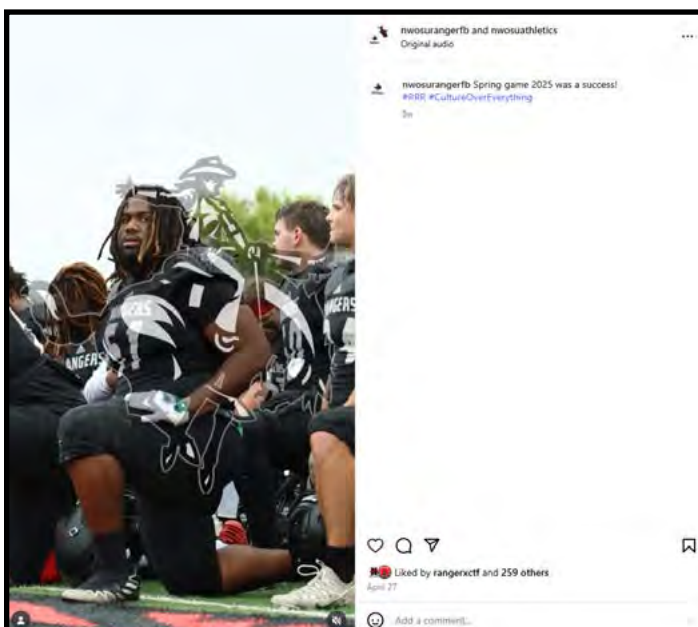 nwosurangerfb and nwosuathletics
Original audio
nwosurangerfb Spring game 2025 was a success!
#RRR #CultureOverEverything
RANGERS
Liked by rangerxctf and 259 others
April 27
Add a comment...